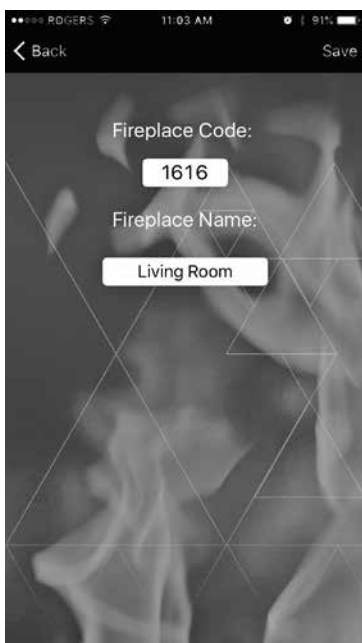 ROGERS 11:03 AM 91%
Back Save
Fireplace Code:
1616
Fireplace Name:
Living Room